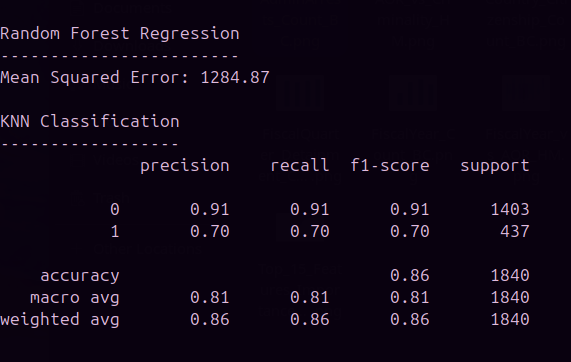 Random Forest Regression
------------------------
Mean Squared Error: 1284.87
KNN Classification
------------------
precision recall f1-score support
0 0.91 0.91 0.91 1403
1 0.70 0.70 0.70 437
accuracy 0.86 1840
macro avg 0.81 0.81 0.81 1840
weighted avg 0.86 0.86 0.86 1840